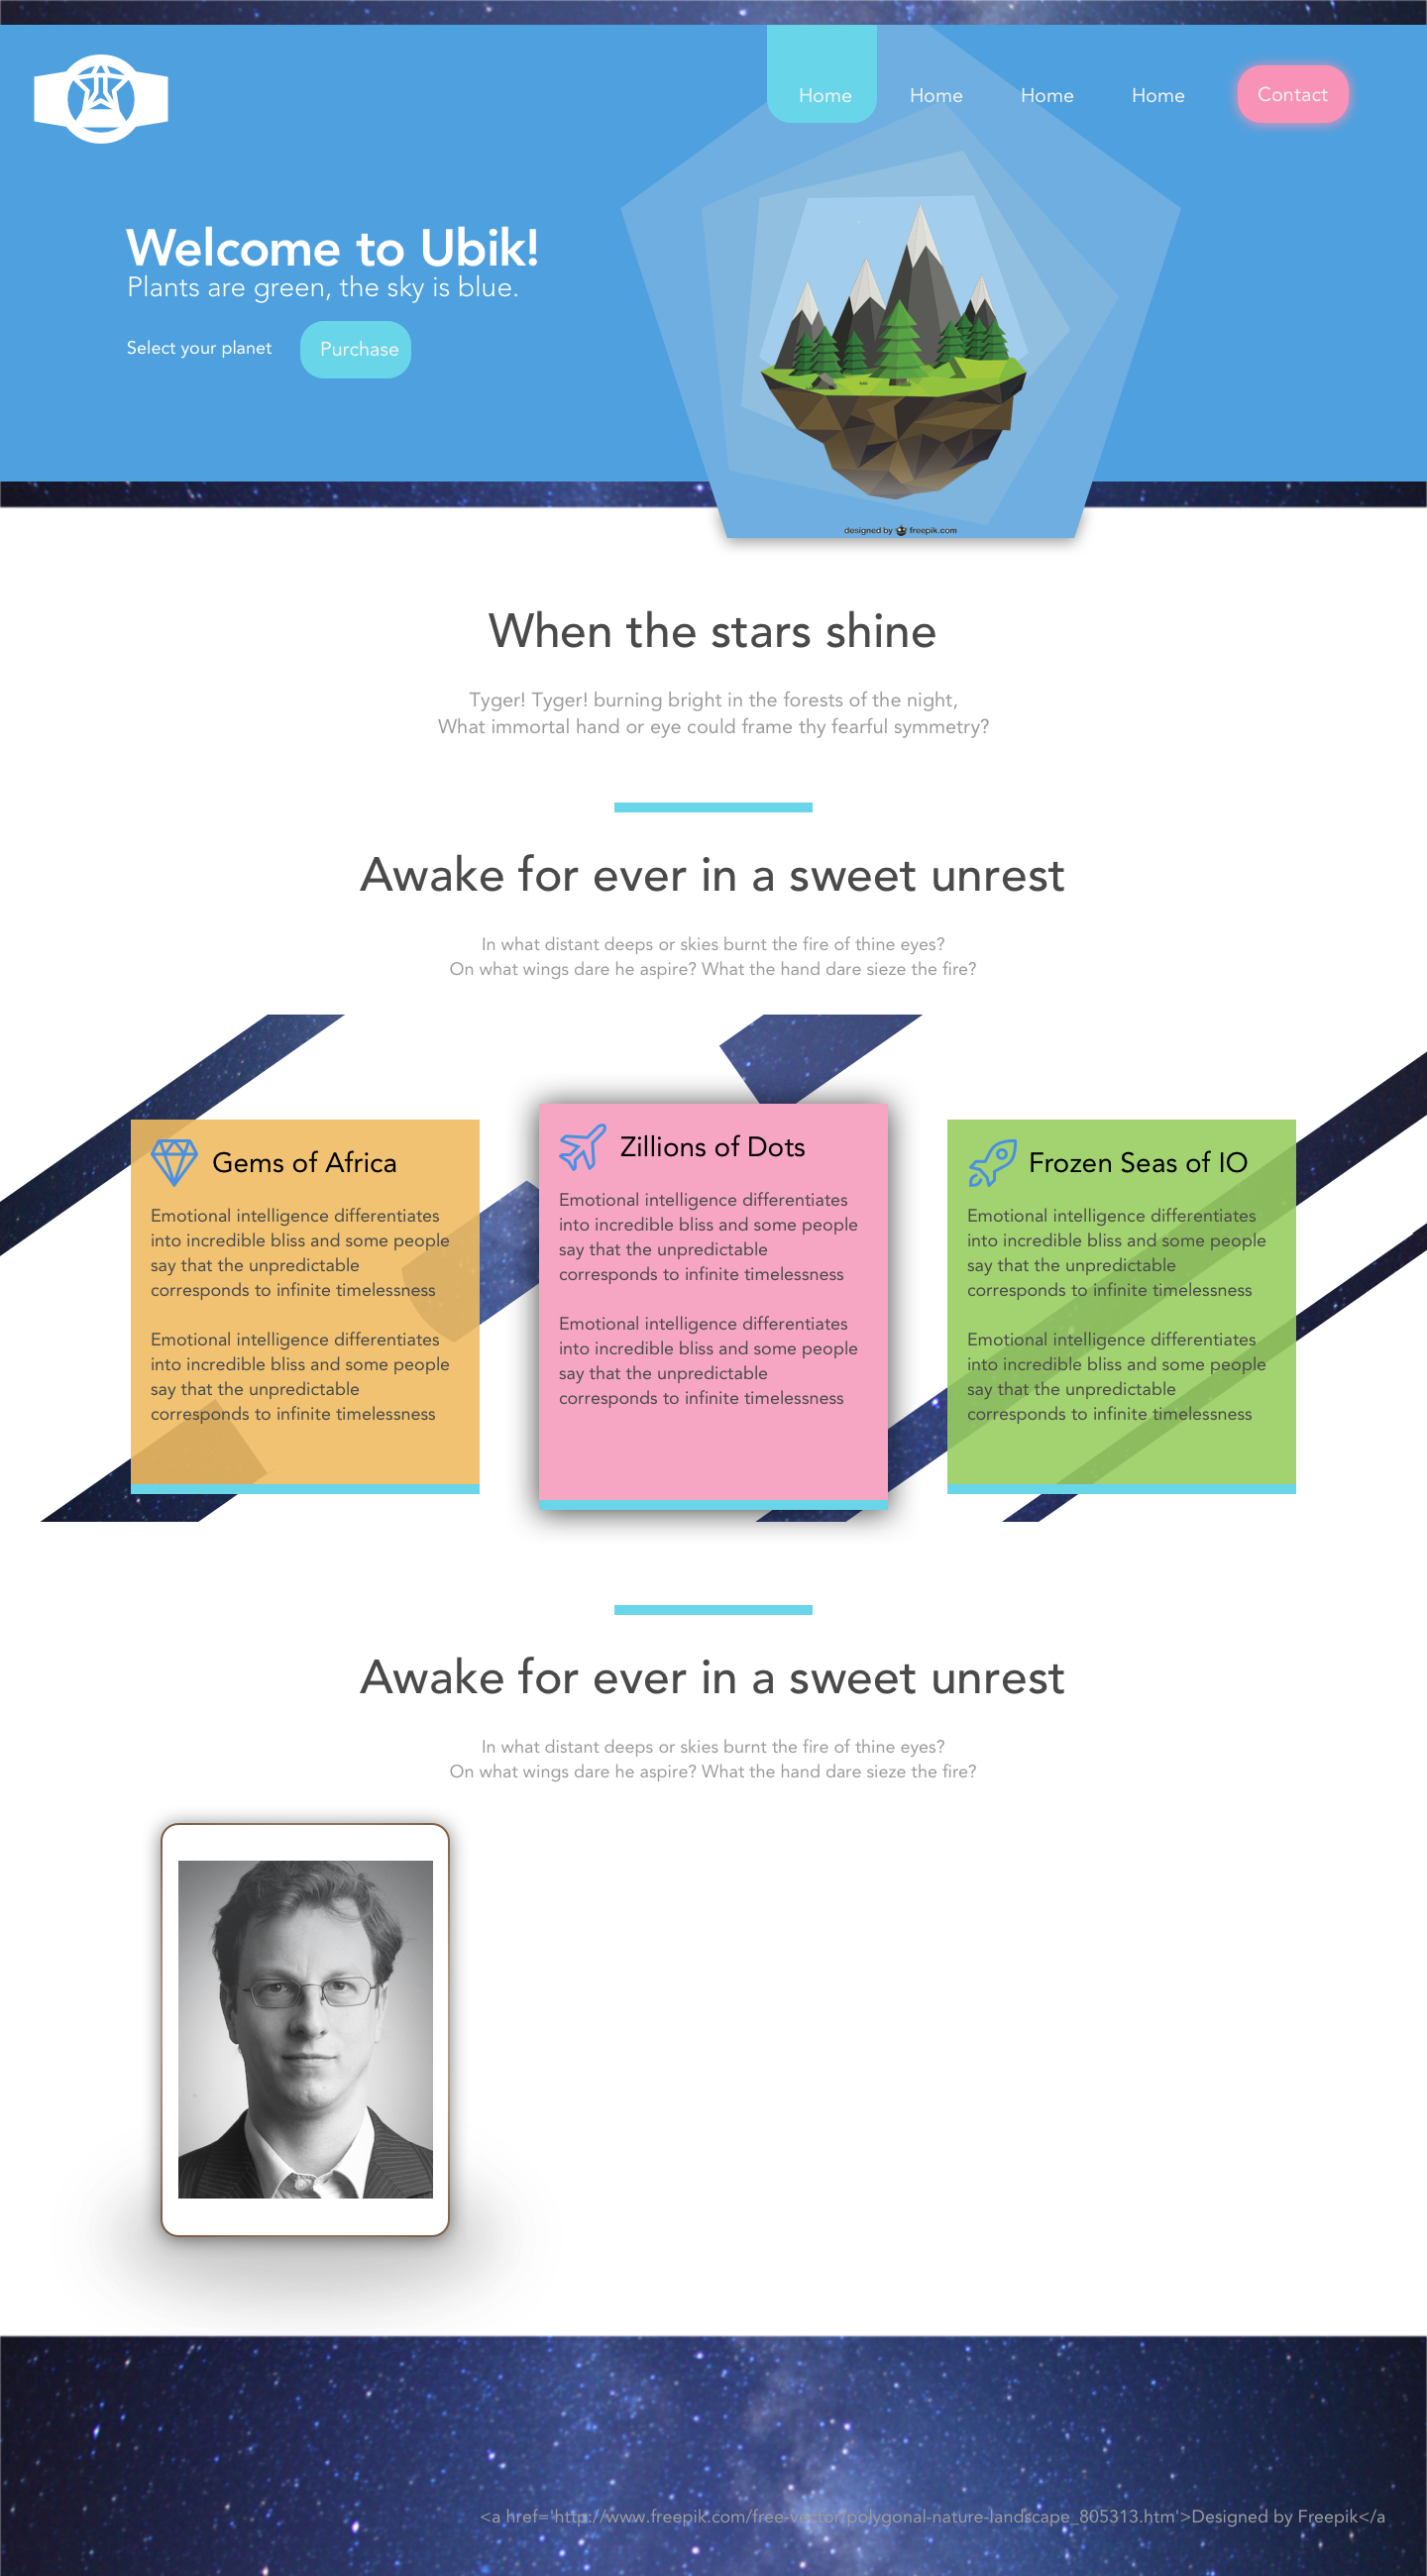 Home Home Home Home Contact
Welcome to Ubik!
Plants are green, the sky is blue.
Select your planet Purchase
designed by freepik.com
When the stars shine
Tyger! Tyger! burning bright in the forests of the night,
What immortal hand or eye could frame thy fearful symmetry?
Awake for ever in a sweet unrest
In what distant deeps or skies burnt the fire of thine eyes?
On what wings dare he aspire? What the hand dare sieze the fire?
Gems of Africa
Emotional intelligence differentiates
into incredible bliss and some people
say that the unpredictable
corresponds to infinite timelessness
Emotional intelligence differentiates
into incredible bliss and some people
say that the unpredictable
corresponds to infinite timelessness
Zillions of Dots
Emotional intelligence differentiates
into incredible bliss and some people
say that the unpredictable
corresponds to infinite timelessness
Emotional intelligence differentiates
into incredible bliss and some people
say that the unpredictable
corresponds to infinite timelessness
Frozen Seas of IO
Emotional intelligence differentiates
into incredible bliss and some people
say that the unpredictable
corresponds to infinite timelessness
Emotional intelligence differentiates
into incredible bliss and some people
say that the unpredictable
corresponds to infinite timelessness
Awake for ever in a sweet unrest
In what distant deeps or skies burnt the fire of thine eyes?
On what wings dare he aspire? What the hand dare sieze the fire?
<a href='http://www.freepik.com/free-vector/polygonal-nature-landscape_805313.htm'>Designed by Freepik</a